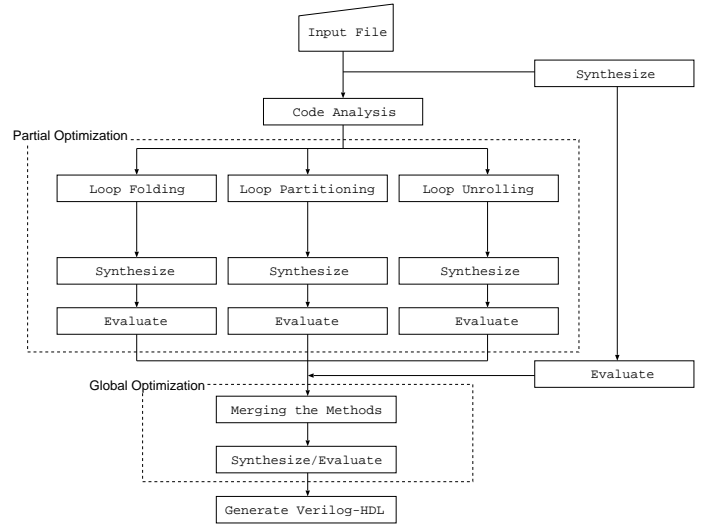 Input File
Synthesize
Code Analysis
Partial Optimization
Loop Folding
Loop Partitioning
Loop Unrolling
Synthesize
Synthesize
Synthesize
Evaluate
Evaluate
Evaluate
Evaluate
Global Optimization
Merging the Methods
Synthesize/Evaluate
Generate Verilog-HDL